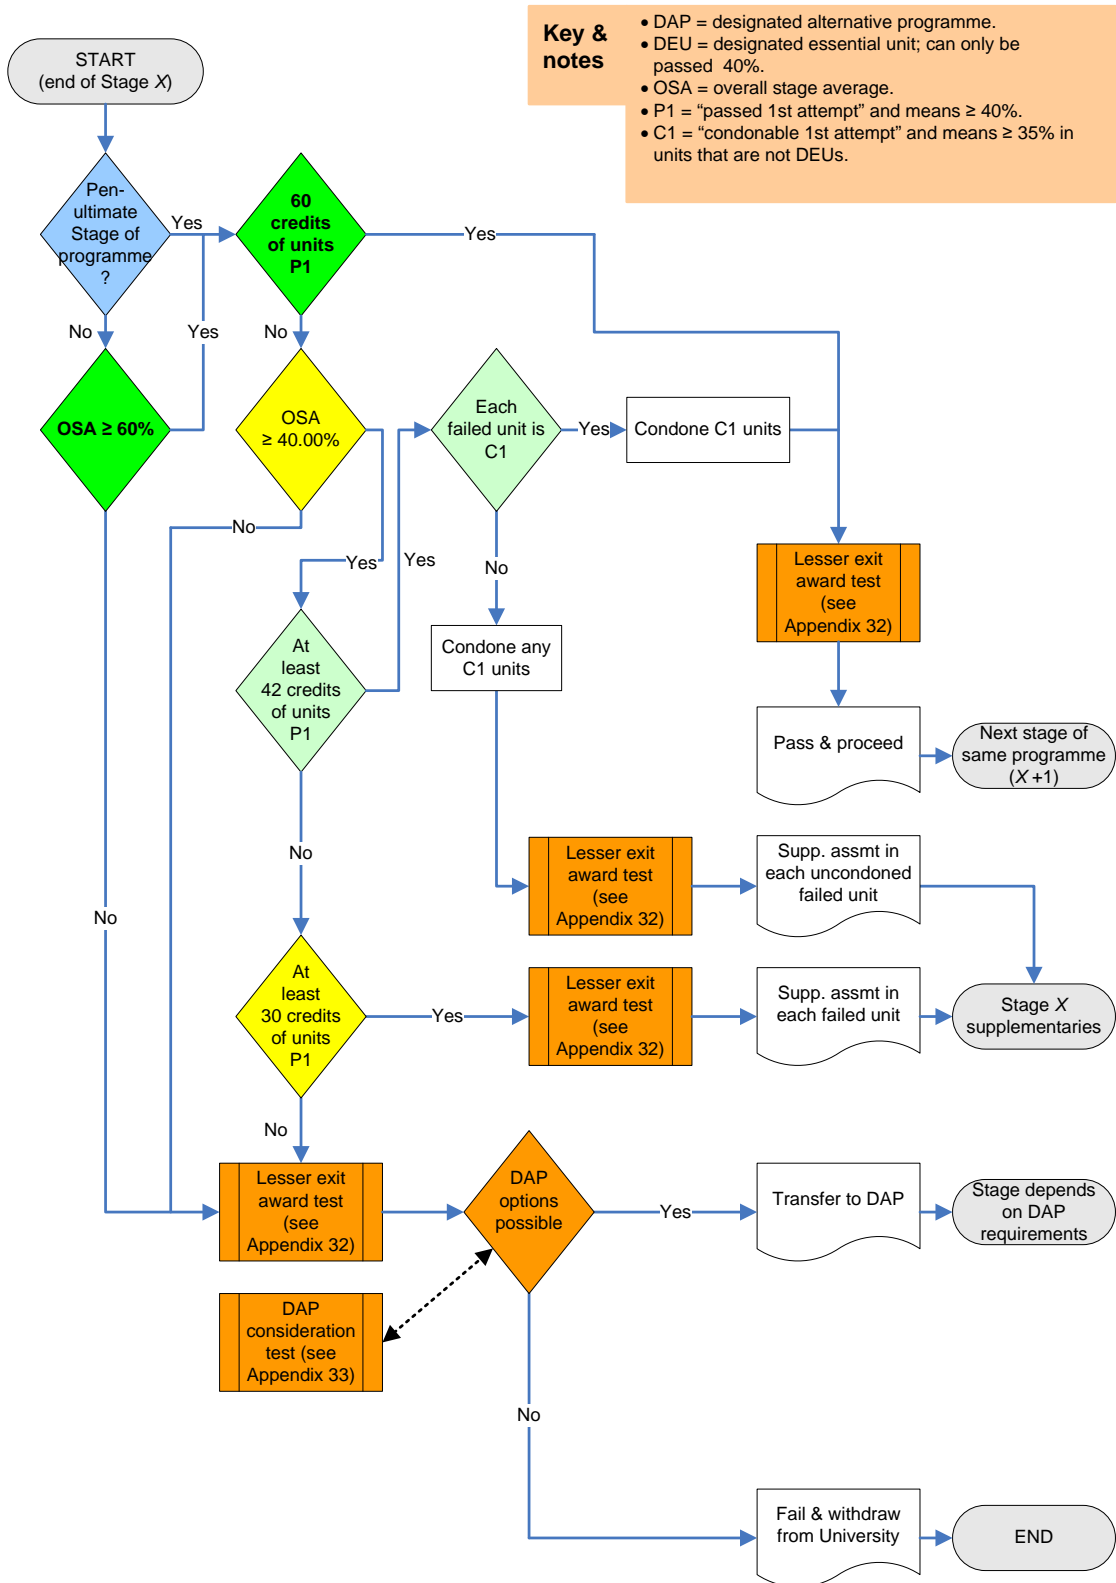 Key &
notes
• DAP = designated alternative programme.
• DEU = designated essential unit; can only be
passed  40%.
• OSA = overall stage average.
• P1 = “passed 1st attempt” and means ≥ 40%.
• C1 = “condonable 1st attempt” and means ≥ 35% in
units that are not DEUs.
START
(end of Stage X)
Pen-
ultimate
Stage of
programme
?
Yes
No
60
credits
of units
P1
Yes
No
OSA ≥ 60%
Yes
No
OSA
≥ 40.00%
No
Yes
Each
failed unit is
C1
Yes
No
Condone C1 units
At
least
42 credits
of units
P1
Yes
No
Condone any
C1 units
Lesser exit
award test
(see
Appendix 32)
Pass & proceed
Next stage of
same programme
(X +1)
Lesser exit
award test
(see
Appendix 32)
Supp. assmt in
each uncondoned
failed unit
At
least
30 credits
of units
P1
Yes
No
Lesser exit
award test
(see
Appendix 32)
Supp. assmt in
each failed unit
Stage X
supplementaries
Lesser exit
award test
(see
Appendix 32)
DAP
options
possible
Yes
No
Transfer to DAP
Stage depends
on DAP
requirements
DAP
consideration
test (see
Appendix 33)
Fail & withdraw
from University
END